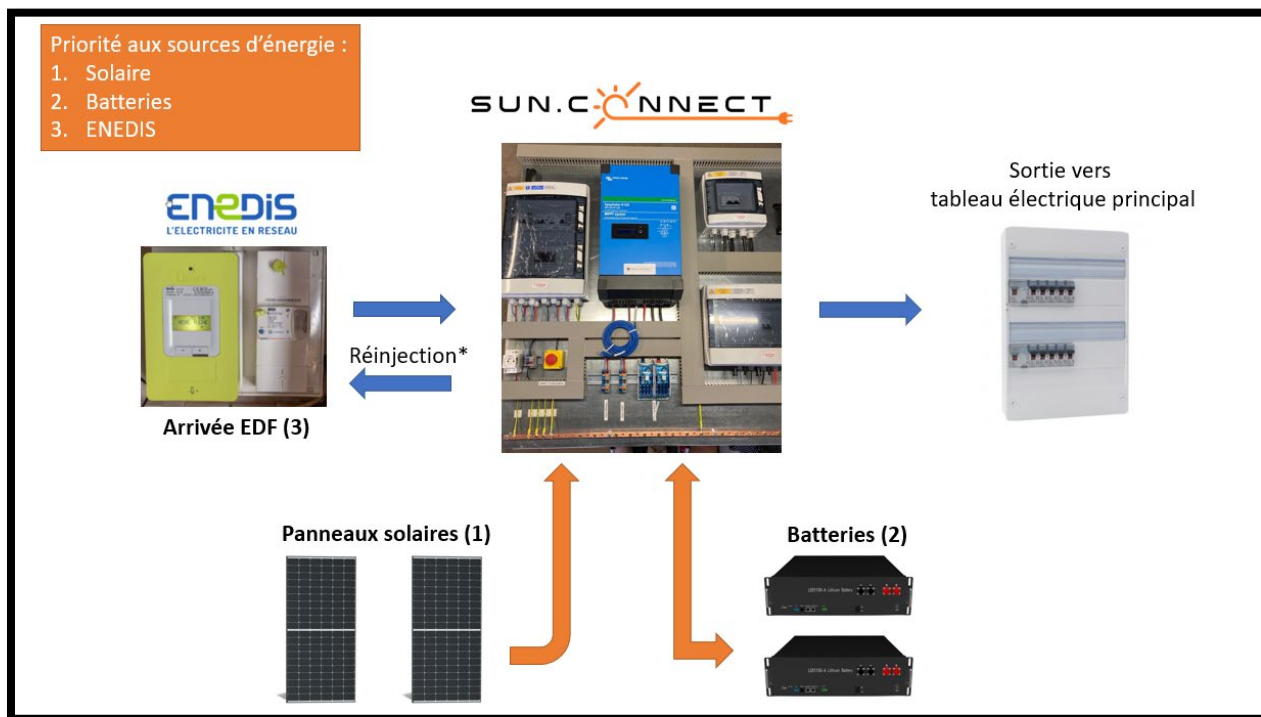 Priorité aux sources d'énergie :
1. Solaire
2. Batteries
3. ENEDIS
SUN.CONNECT
ENEDIS
L'ELECTRICITE EN RESEAU
Sortie vers
tableau électrique principal
Réinjection*
Arrivée EDF (3)
Panneaux solaires (1)
Batteries (2)